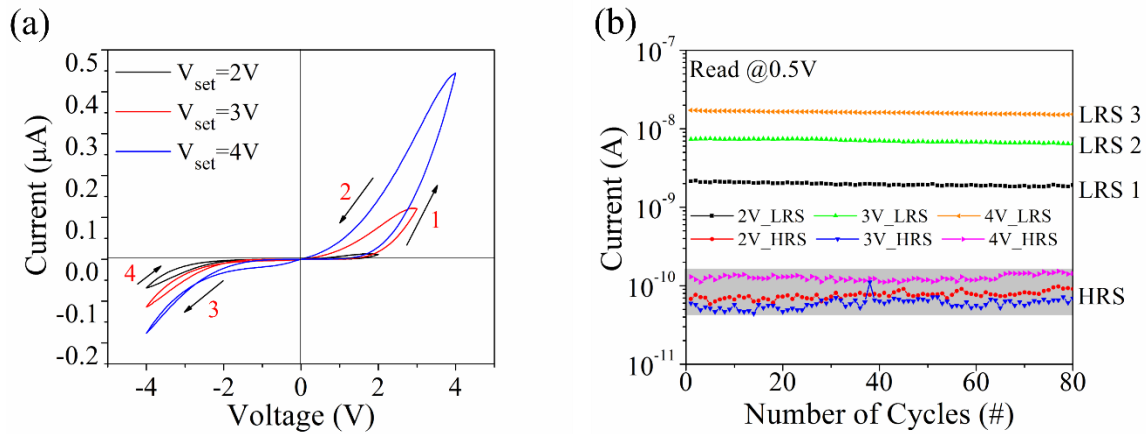 (a)
V_set=2V
V_set=3V
V_set=4V
0.5
0.4
0.3
0.2
0.1
0.0
-0.1
-0.2
-4
-2
0
2
4
Current (µA)
Voltage (V)
1
2
3
4
(b)
Read @0.5V
10^-7
10^-8
10^-9
10^-10
10^-11
0
20
40
60
80
Current (A)
Number of Cycles (#)
LRS 3
LRS 2
LRS 1
HRS
2V_LRS 3V_LRS 4V_LRS
2V_HRS 3V_HRS 4V_HRS